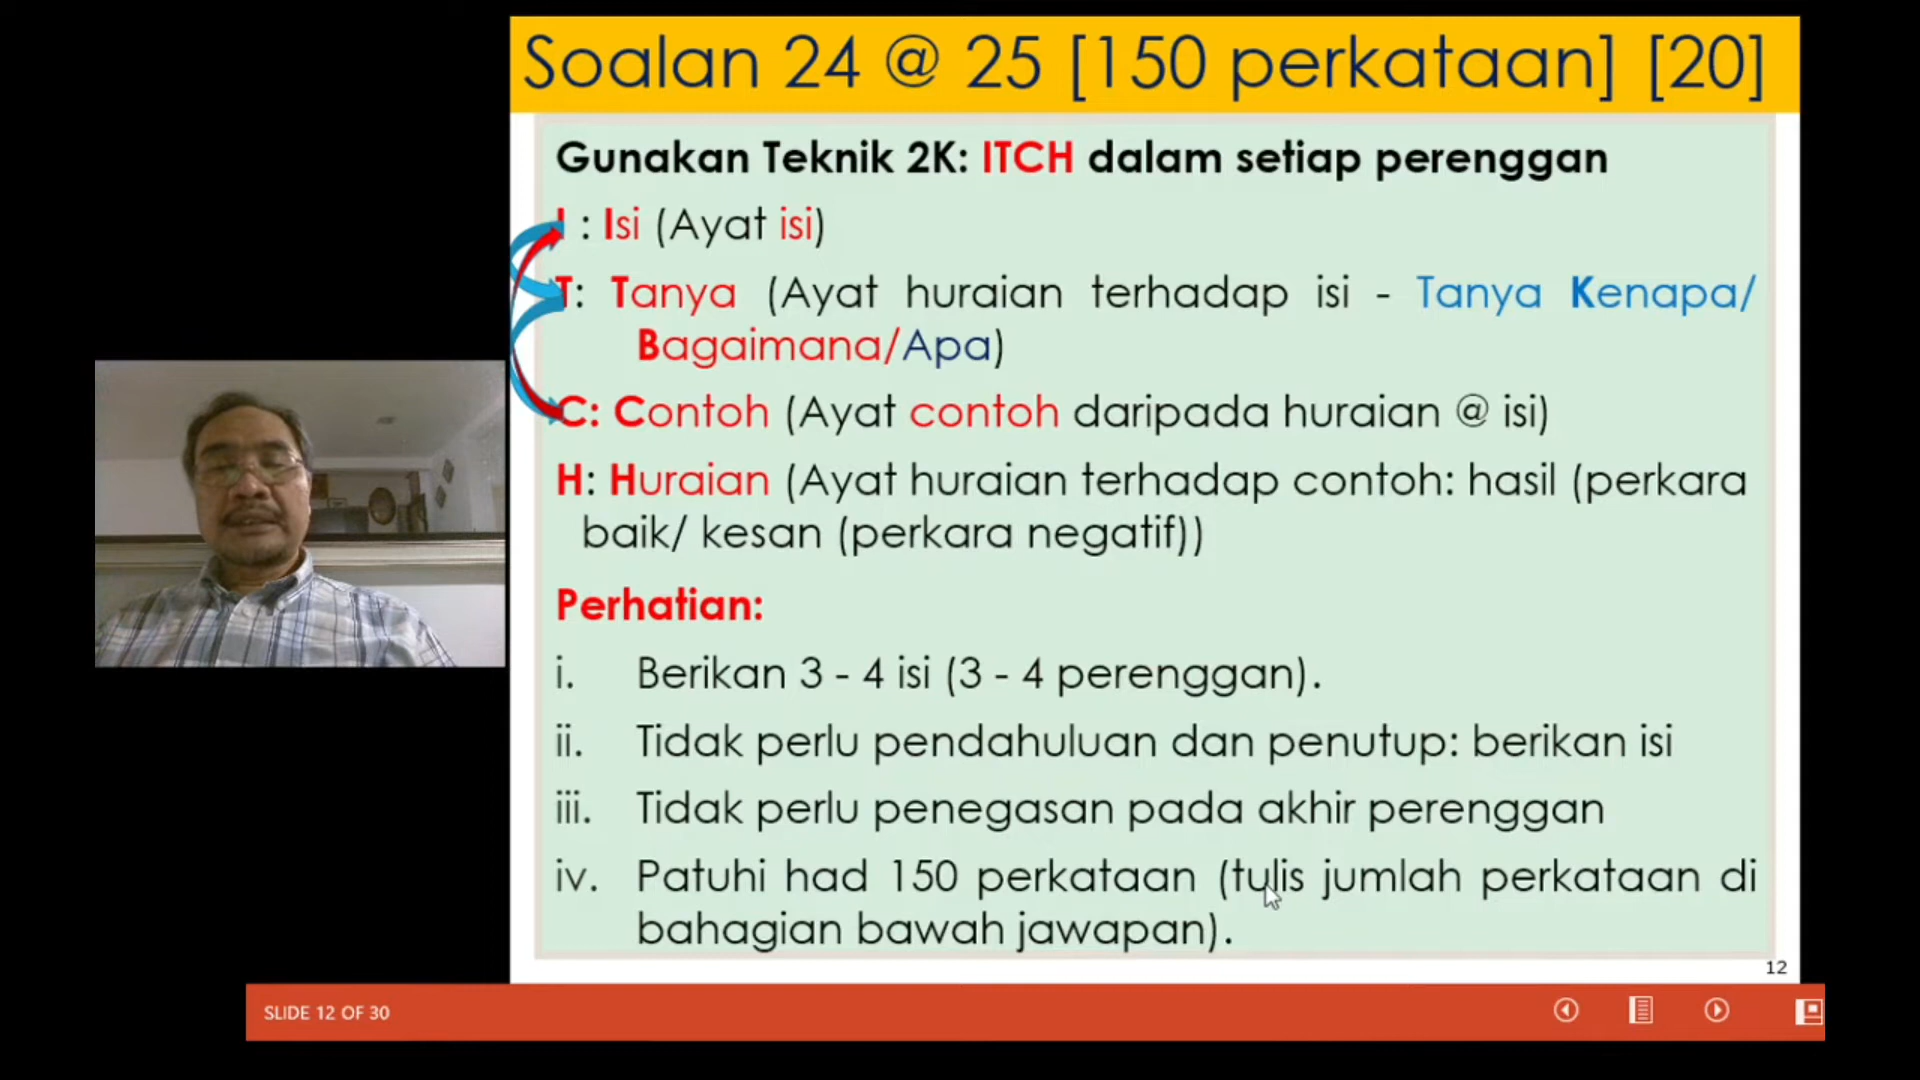 Soalan 24 @ 25 [150 perkataan] [20]
Gunakan Teknik 2K: ITCH dalam setiap perenggan
I : Isi (Ayat isi)
T: Tanya (Ayat huraian terhadap isi - Tanya Kenapa/
Bagaimana/Apa)
C: Contoh (Ayat contoh daripada huraian @ isi)
H: Huraian (Ayat huraian terhadap contoh: hasil (perkara
baik/ kesan (perkara negatif))
Perhatian:
i. Berikan 3 - 4 isi (3 - 4 perenggan).
ii. Tidak perlu pendahuluan dan penutup: berikan isi
iii. Tidak perlu penegasan pada akhir perenggan
iv. Patuhi had 150 perkataan (tulis jumlah perkataan di
bahagian bawah jawapan).
12
SLIDE 12 OF 30